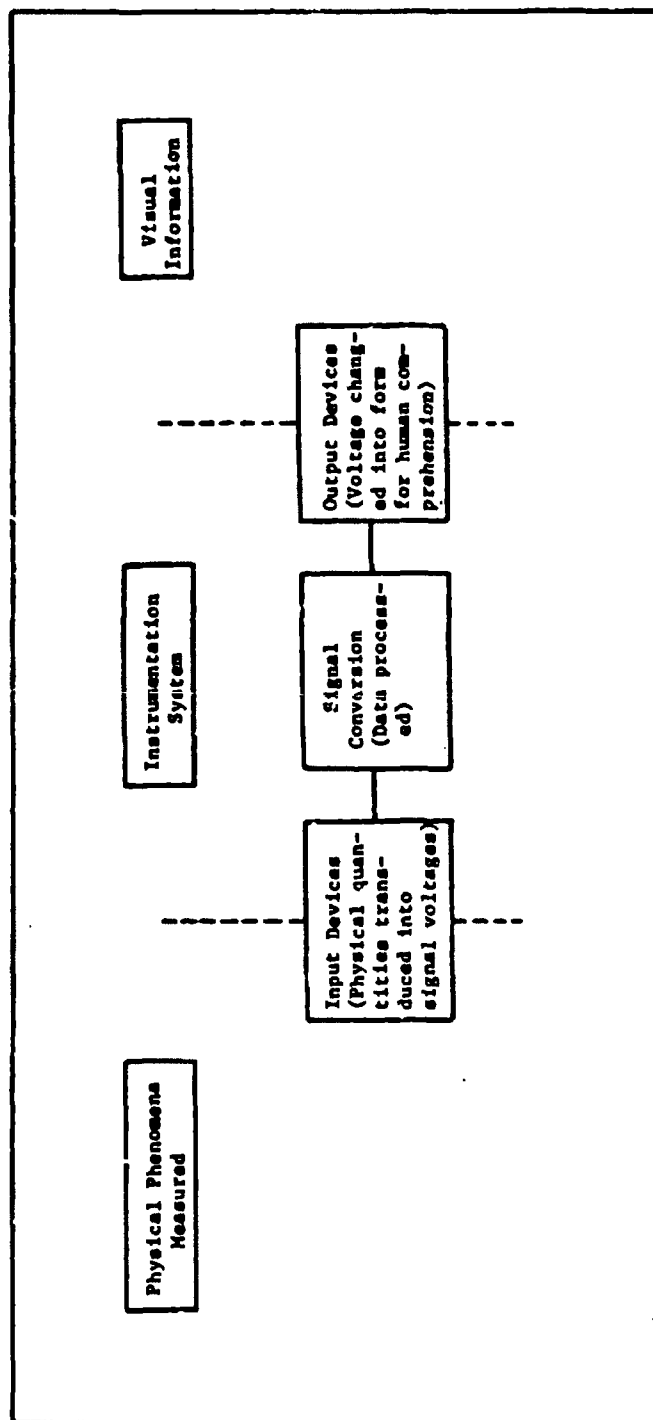 Physical Phenomena
Measured
Instrumentation
System
Visual
Information
Input Devices
(Physical quan-
tities trans-
duced into
signal voltages)
Signal
Conversion
(Data process-
ed)
Output Devices
(Voltage chang-
ed into form
for human com-
prehension)